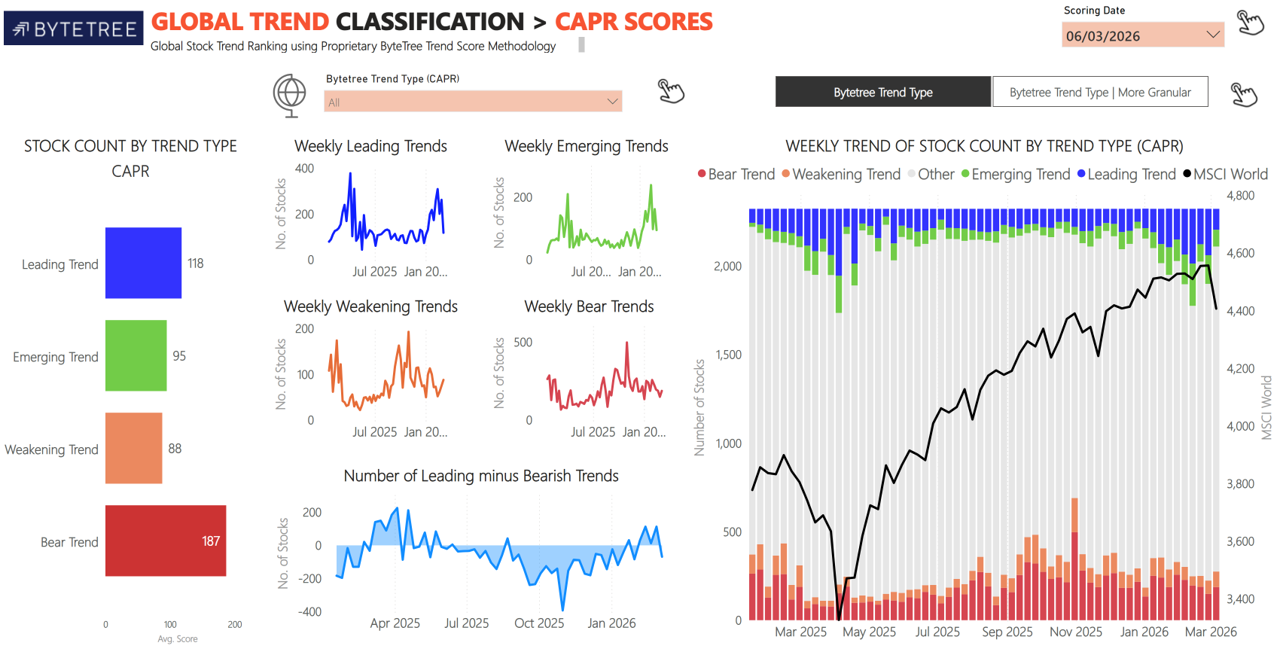 BYTETREE
GLOBAL TREND CLASSIFICATION > CAPR SCORES
Global Stock Trend Ranking using Proprietary ByteTree Trend Score Methodology
Scoring Date
06/03/2026
Bytetree Trend Type (CAPR)
All
Bytetree Trend Type
Bytetree Trend Type | More Granular
STOCK COUNT BY TREND TYPE
CAPR
Leading Trend
118
Emerging Trend
95
Weakening Trend
88
Bear Trend
187
0
100
200
Avg. Score
Weekly Leading Trends
No. of Stocks
400
200
0
Jul 2025
Jan 20...
Weekly Emerging Trends
No. of Stocks
200
0
Jul 20...
Jan 20...
Weekly Weakening Trends
No. of Stocks
200
100
0
Jul 2025
Jan 20...
Weekly Bear Trends
No. of Stocks
500
0
Jul 2025
Jan 20...
Number of Leading minus Bearish Trends
No. of Stocks
200
0
-200
-400
Apr 2025
Jul 2025
Oct 2025
Jan 2026
WEEKLY TREND OF STOCK COUNT BY TREND TYPE (CAPR)
Bear Trend
Weakening Trend
Other
Emerging Trend
Leading Trend
MSCI World
Number of Stocks
2,000
1,500
1,000
500
0
Mar 2025
May 2025
Jul 2025
Sep 2025
Nov 2025
Jan 2026
Mar 2026
4,800
4,600
4,400
4,200
4,000
3,800
3,600
3,400
MSCI World